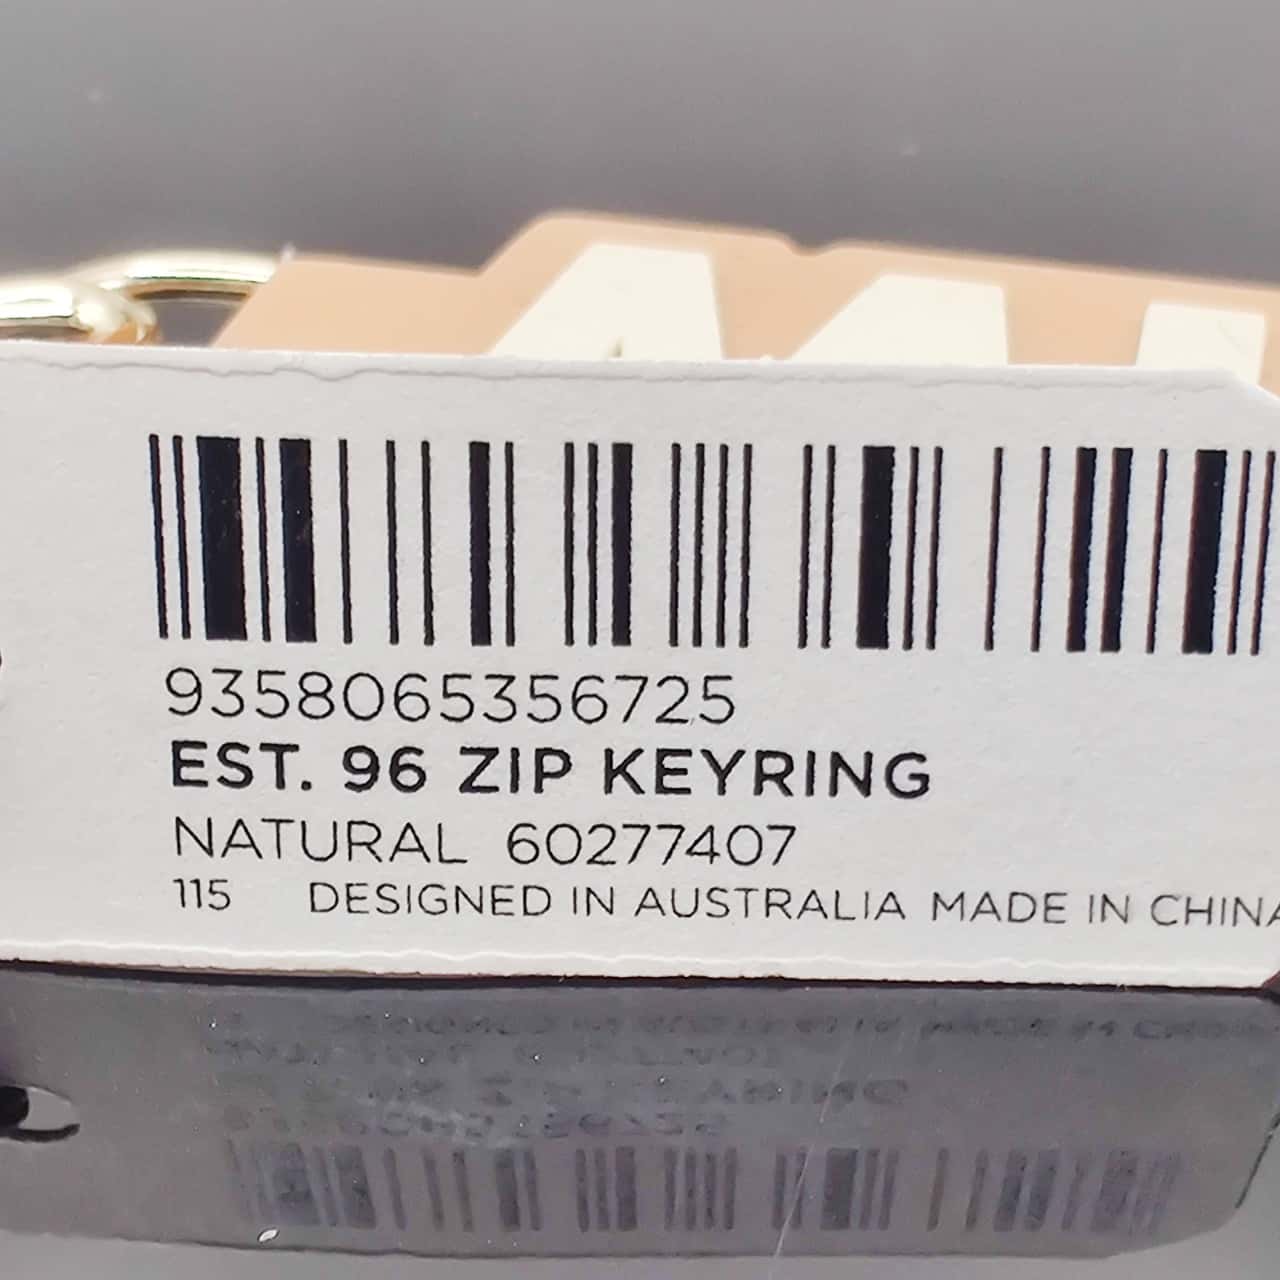 9358065356725
EST. 96 ZIP KEYRING
NATURAL 60277407
115 DESIGNED IN AUSTRALIA MADE IN CHINA